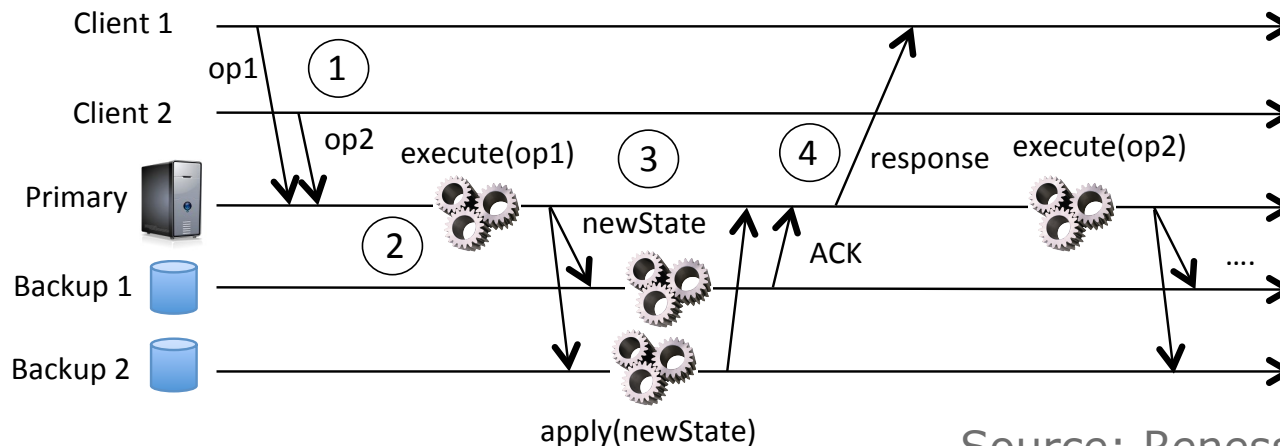 Client 1
op1
1
Client 2
op2
execute(op1)
3
4
response
execute(op2)
Primary
2
newState
ACK
....
Backup 1
Backup 2
apply(newState)